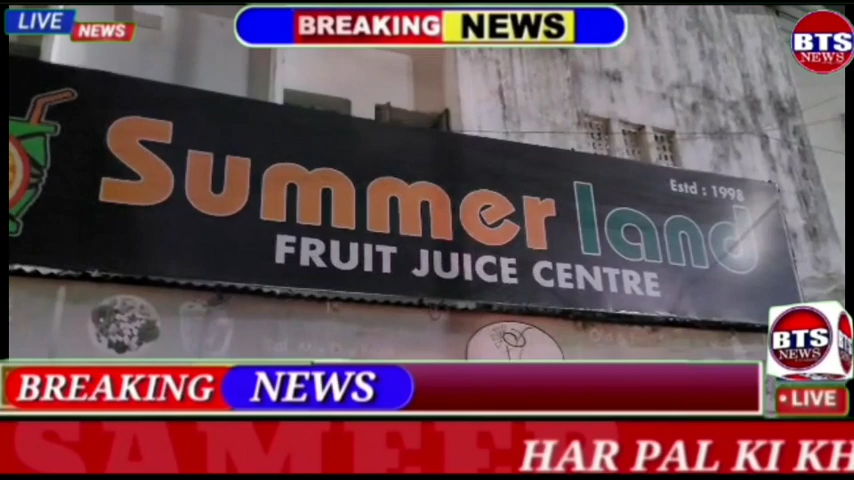 LIVE
NEWS
BREAKING NEWS
BTS
NEWS
Estd : 1998
Summer land
FRUIT JUICE CENTRE
BTS
NEWS
LIVE
BREAKING NEWS
SAMEER
HAR PAL KI KH